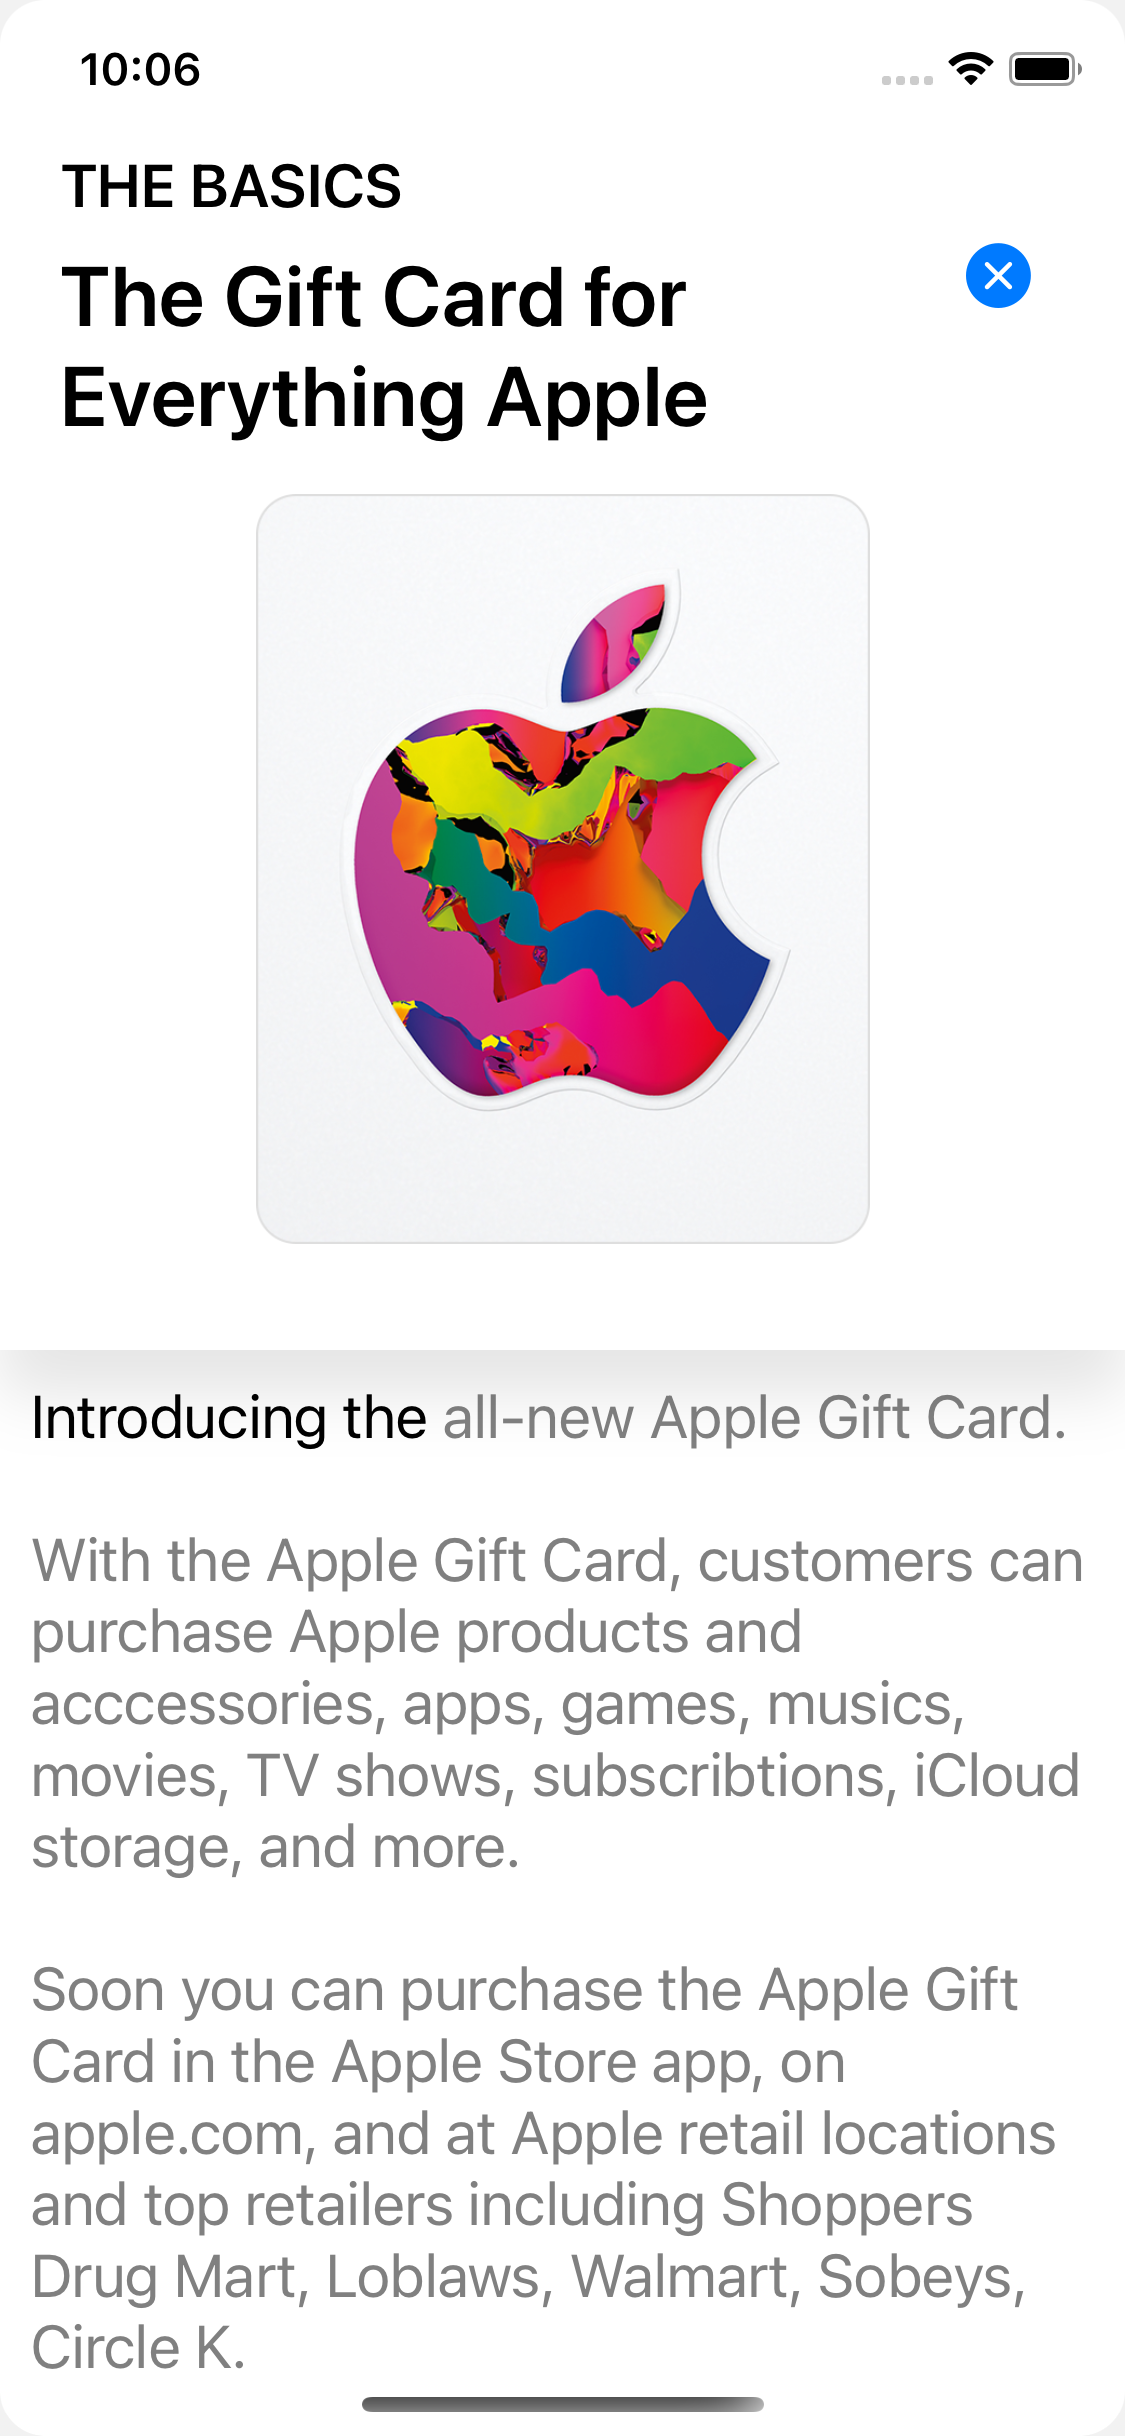 10:06
THE BASICS
The Gift Card for
Everything Apple
Introducing the all-new Apple Gift Card.
With the Apple Gift Card, customers can
purchase Apple products and
acccessories, apps, games, musics,
movies, TV shows, subscribtions, iCloud
storage, and more.
Soon you can purchase the Apple Gift
Card in the Apple Store app, on
apple.com, and at Apple retail locations
and top retailers including Shoppers
Drug Mart, Loblaws, Walmart, Sobeys,
Circle K.